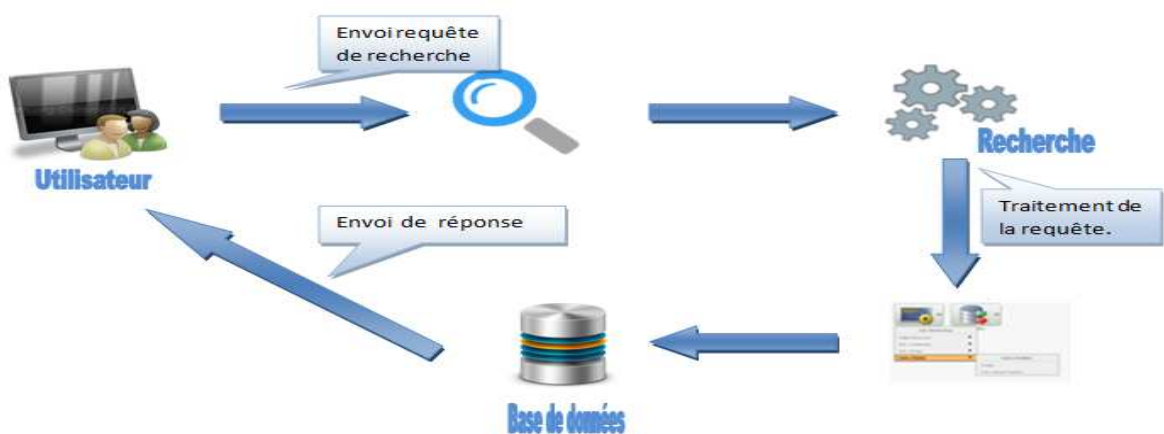 Envoi requête
de recherche
Utilisateur
Recherche
Traitement de
la requête.
Envoi de réponse
Base de données